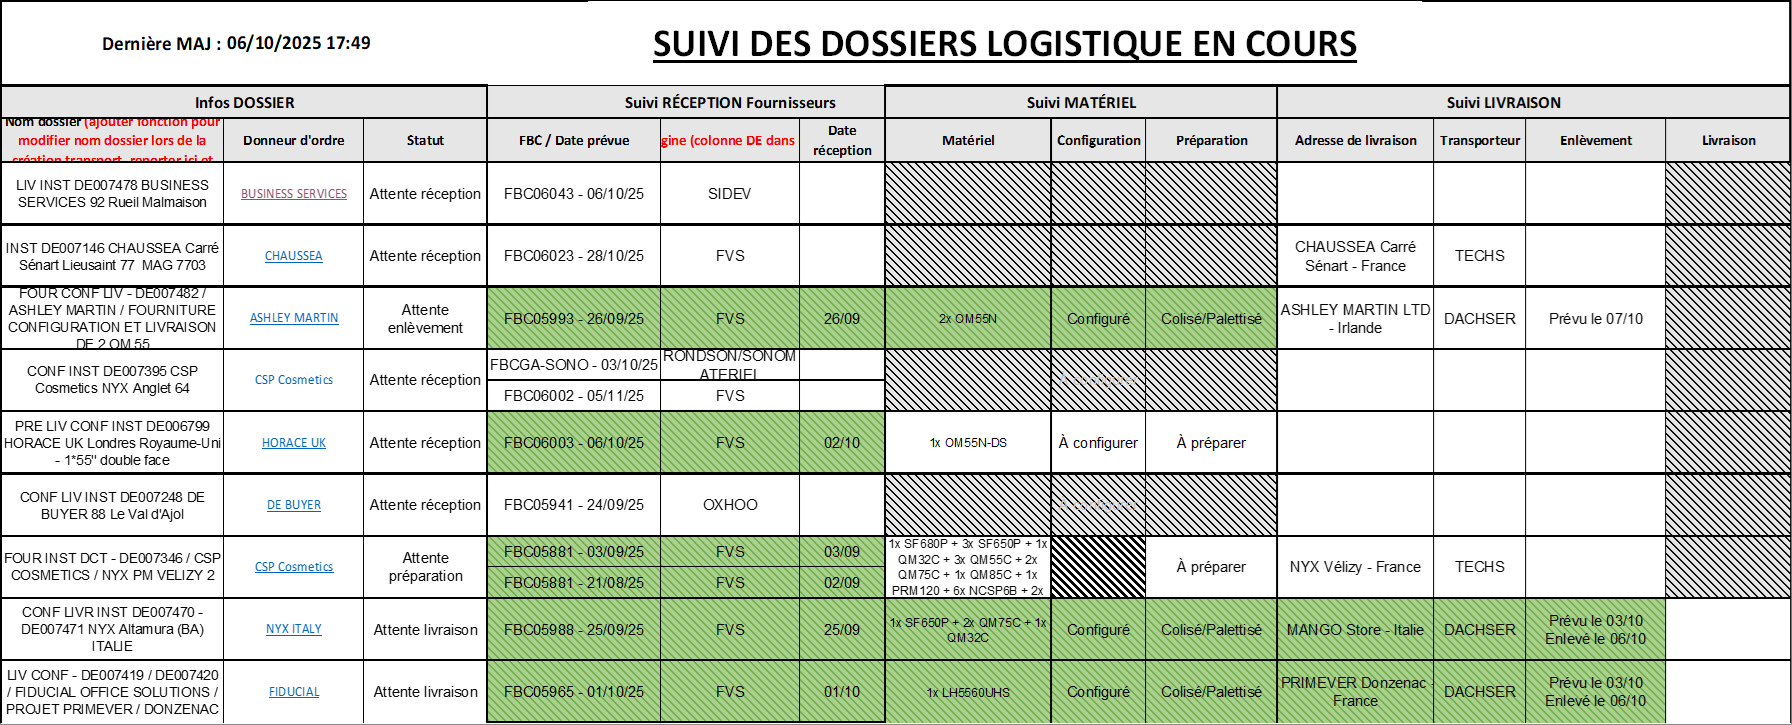 Dernière MAJ : 06/10/2025 17:49
SUIVI DES DOSSIERS LOGISTIQUE EN COURS
Infos DOSSIER
Suivi RÉCEPTION Fournisseurs
Suivi MATÉRIEL
Suivi LIVRAISON
Nom dossier (ajouter fonction pour
modifier nom dossier lors de la
création transport, reporter ici et
Donneur d'ordre
Statut
FBC / Date prévue
gine (colonne DE dans
Date
réception
Matériel
Configuration
Préparation
Adresse de livraison
Transporteur
Enlèvement
Livraison
LIV INST DE007478 BUSINESS
SERVICES 92 Rueil Malmaison
BUSINESS SERVICES
Attente réception
FBC06043 - 06/10/25
SIDEV
INST DE007146 CHAUSSEA Carré
Sénart Lieusaint 77 MAG 7703
CHAUSSEA
Attente réception
FBC06023 - 28/10/25
FVS
CHAUSSEA Carré
Sénart - France
TECHS
FOUR CONF LIV - DE007482 /
ASHLEY MARTIN / FOURNITURE
CONFIGURATION ET LIVRAISON
DE 2 OM 55
ASHLEY MARTIN
Attente
enlèvement
FBC05993 - 26/09/25
FVS
26/09
2x OM55N
Configuré
Colisé/Palettisé
ASHLEY MARTIN LTD
- Irlande
DACHSER
Prévu le 07/10
CONF INST DE007395 CSP
Cosmetics NYX Anglet 64
CSP Cosmetics
Attente réception
FBCGA-SONO - 03/10/25
RONDSON/SONOM
ATERIEL
FBC06002 - 05/11/25
FVS
PRE LIV CONF INST DE006799
HORACE UK Londres Royaume-Uni
- 1*55" double face
HORACE UK
Attente réception
FBC06003 - 06/10/25
FVS
02/10
1x OM55N-DS
À configurer
À préparer
CONF LIV INST DE007248 DE
BUYER 88 Le Val d'Ajol
DE BUYER
Attente réception
FBC05941 - 24/09/25
OXHOO
FOUR INST DCT - DE007346 / CSP
COSMETICS / NYX PM VELIZY 2
CSP Cosmetics
Attente
préparation
FBC05881 - 03/09/25
FVS
03/09
FBC05881 - 21/08/25
FVS
02/09
1x SF680P + 3x SF650P + 1x
QM32C + 3x QM55C + 2x
QM75C + 1x QM85C + 1x
PRM120 + 6x NCSP6B + 2x
À préparer
NYX Vélizy - France
TECHS
CONF LIVR INST DE007470 -
DE007471 NYX Altamura (BA)
ITALIE
NYX ITALY
Attente livraison
FBC05988 - 25/09/25
FVS
25/09
1x SF650P + 2x QM75C + 1x
QM32C
Configuré
Colisé/Palettisé
MANGO Store - Italie
DACHSER
Prévu le 03/10
Enlevé le 06/10
LIV CONF - DE007419 / DE007420
/ FIDUCIAL OFFICE SOLUTIONS /
PROJET PRIMEVER / DONZENAC
FIDUCIAL
Attente livraison
FBC05965 - 01/10/25
FVS
01/10
1x LH5560UHS
Configuré
Colisé/Palettisé
PRIMEVER Donzenac -
France
DACHSER
Prévu le 03/10
Enlevé le 06/10